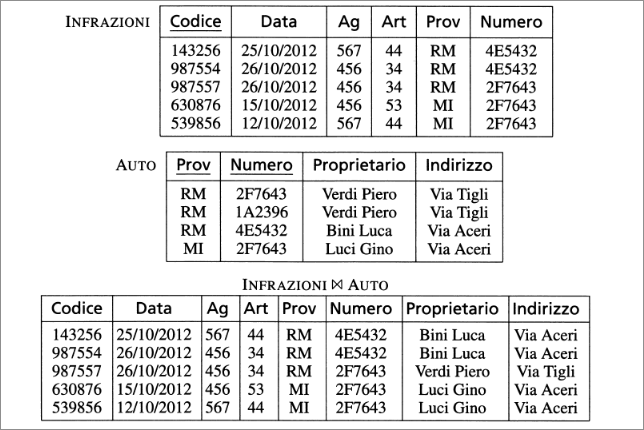 INFRAZIONI Codice Data Ag Art Prov Numero
143256 25/10/2012 567 44 RM 4E5432
987554 26/10/2012 456 34 RM 4E5432
987557 26/10/2012 456 34 RM 2F7643
630876 15/10/2012 456 53 MI 2F7643
539856 12/10/2012 567 44 MI 2F7643
AUTO Prov Numero Proprietario Indirizzo
RM 2F7643 Verdi Piero Via Tigli
RM 1A2396 Verdi Piero Via Tigli
RM 4E5432 Bini Luca Via Aceri
MI 2F7643 Luci Gino Via Aceri
INFRAZIONI ⋈ AUTO
Codice Data Ag Art Prov Numero Proprietario Indirizzo
143256 25/10/2012 567 44 RM 4E5432 Bini Luca Via Aceri
987554 26/10/2012 456 34 RM 4E5432 Bini Luca Via Aceri
987557 26/10/2012 456 34 RM 2F7643 Verdi Piero Via Tigli
630876 15/10/2012 456 53 MI 2F7643 Luci Gino Via Aceri
539856 12/10/2012 567 44 MI 2F7643 Luci Gino Via Aceri